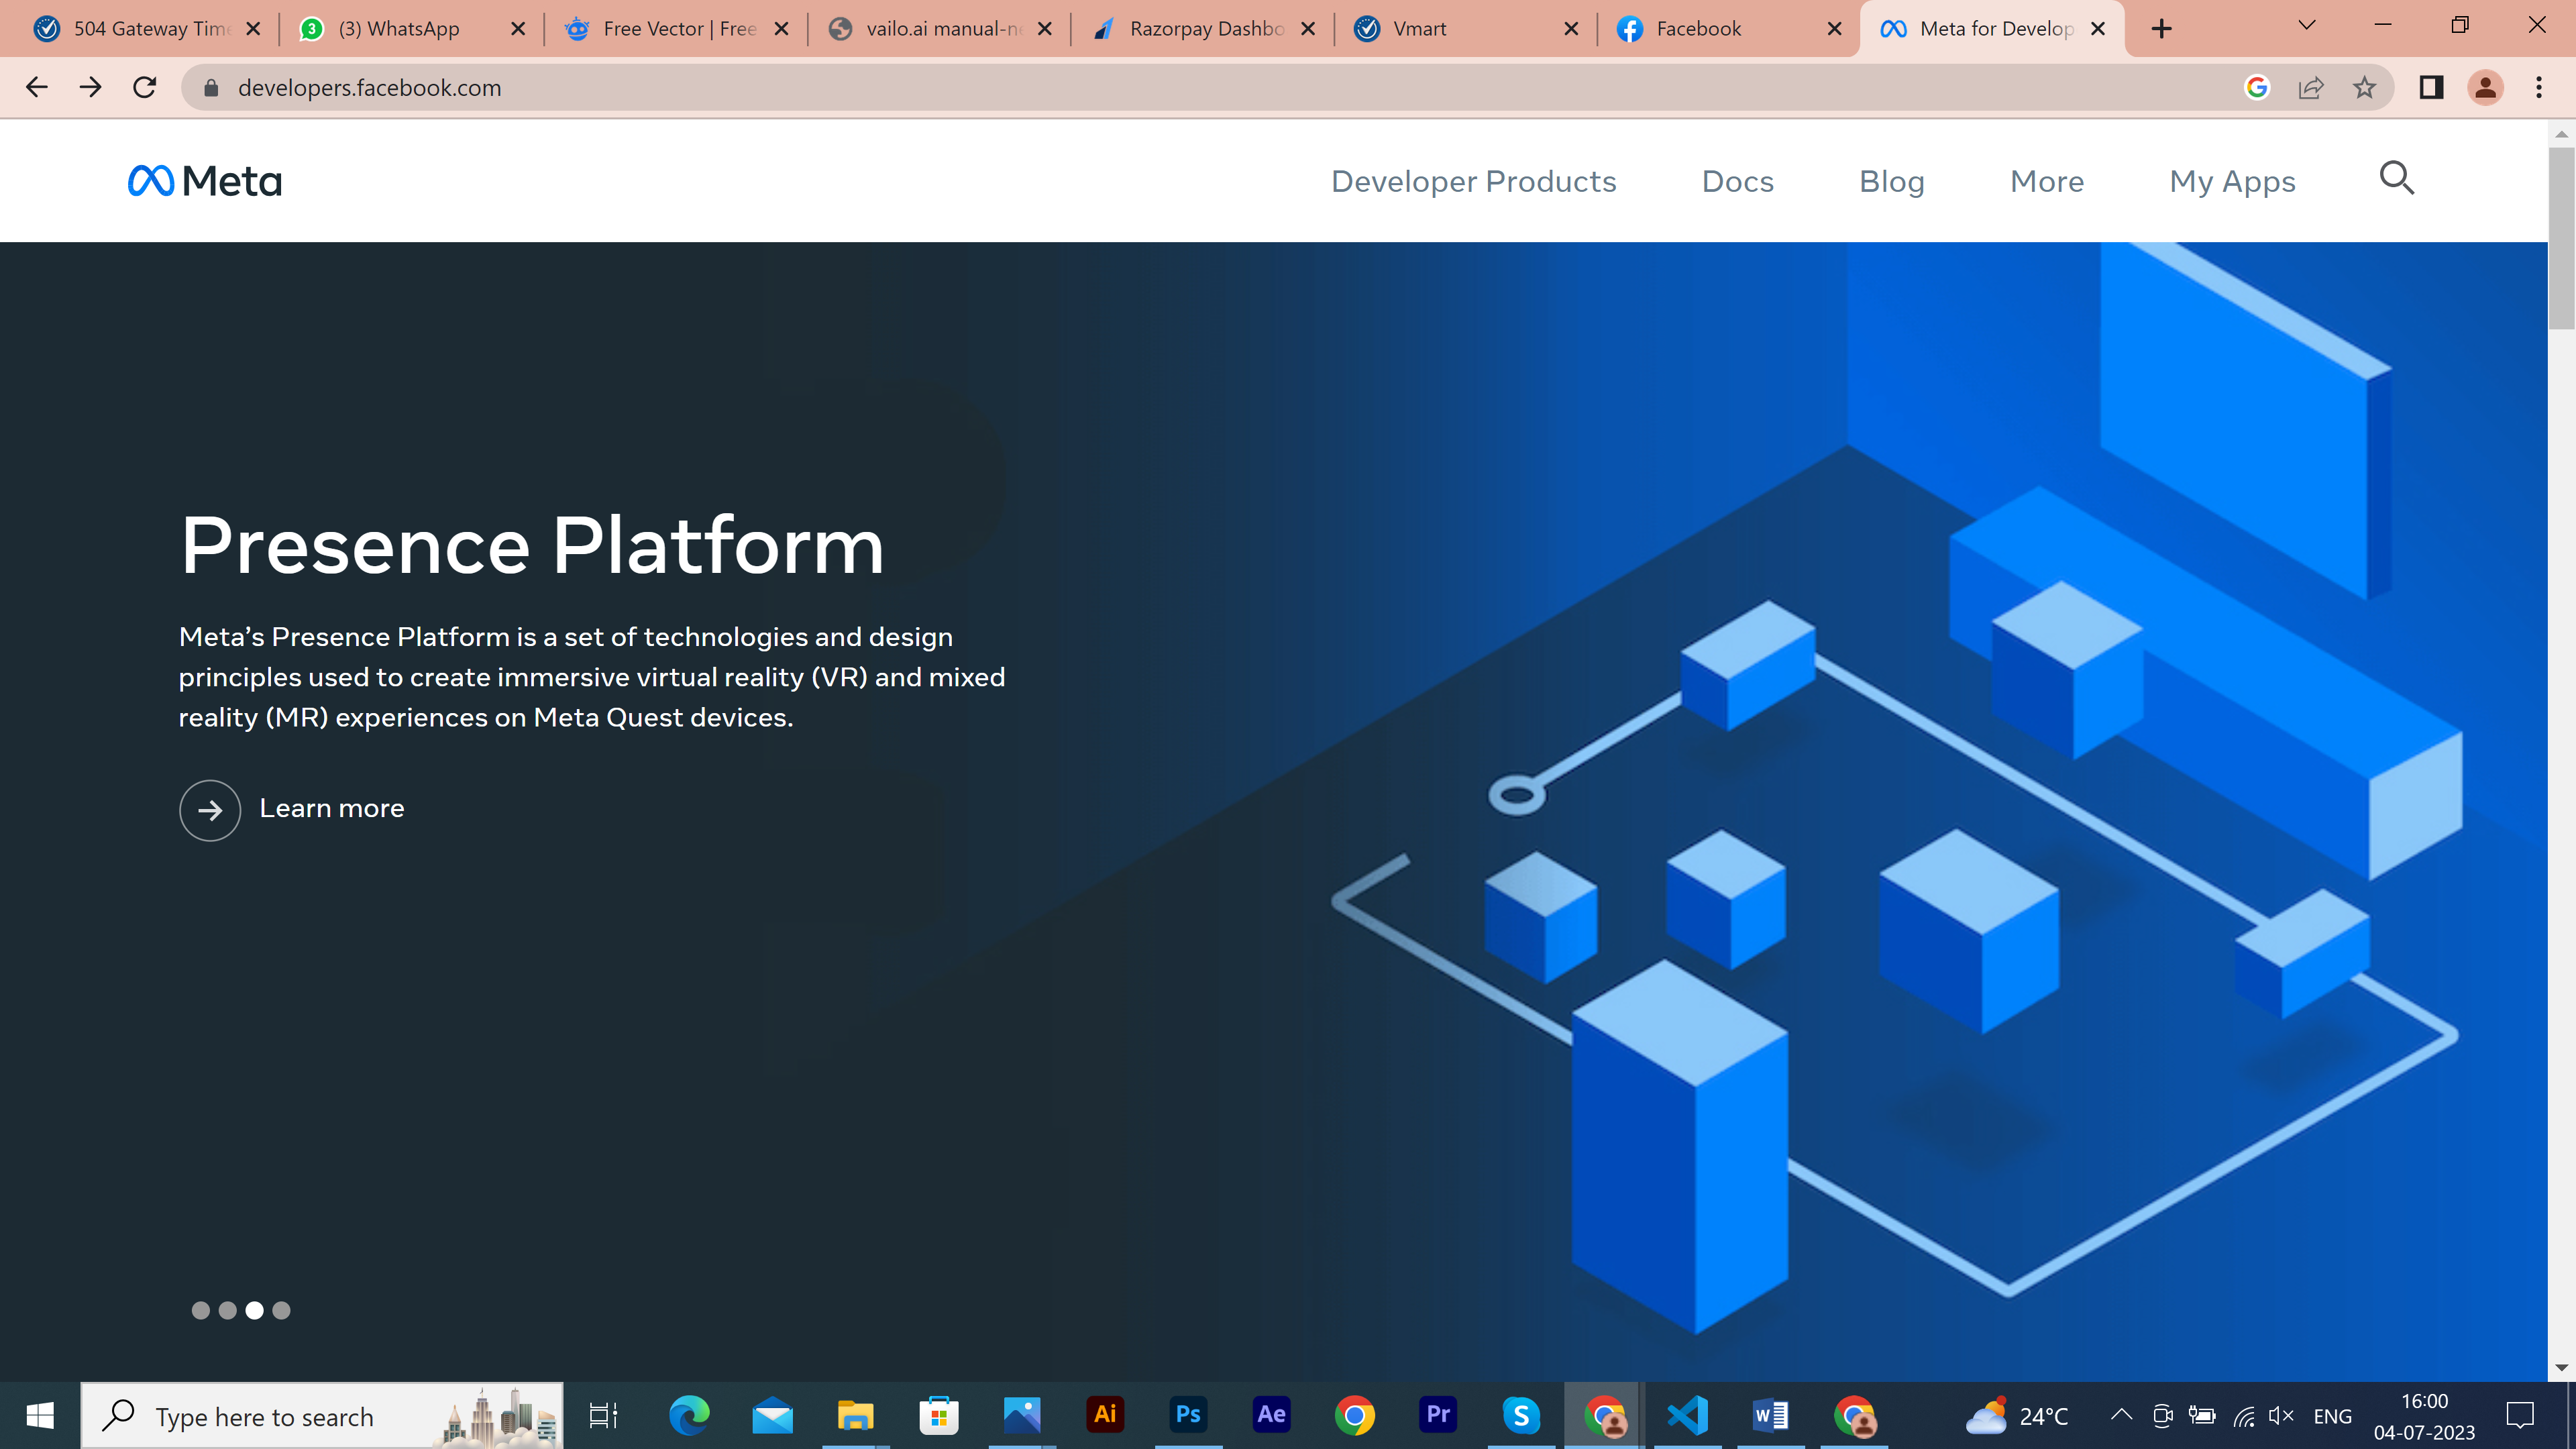 504 Gateway Time
(3) WhatsApp
Free Vector | Free
vailo.ai manual-ne
Razorpay Dashbo
Vmart
Facebook
Meta for Develop
developers.facebook.com
Meta
Developer Products
Docs
Blog
More
My Apps
Presence Platform
Meta’s Presence Platform is a set of technologies and design
principles used to create immersive virtual reality (VR) and mixed
reality (MR) experiences on Meta Quest devices.
Learn more
Type here to search
Ai
Ps
Ae
Pr
S
W
24°C
ENG
16:00
04-07-2023